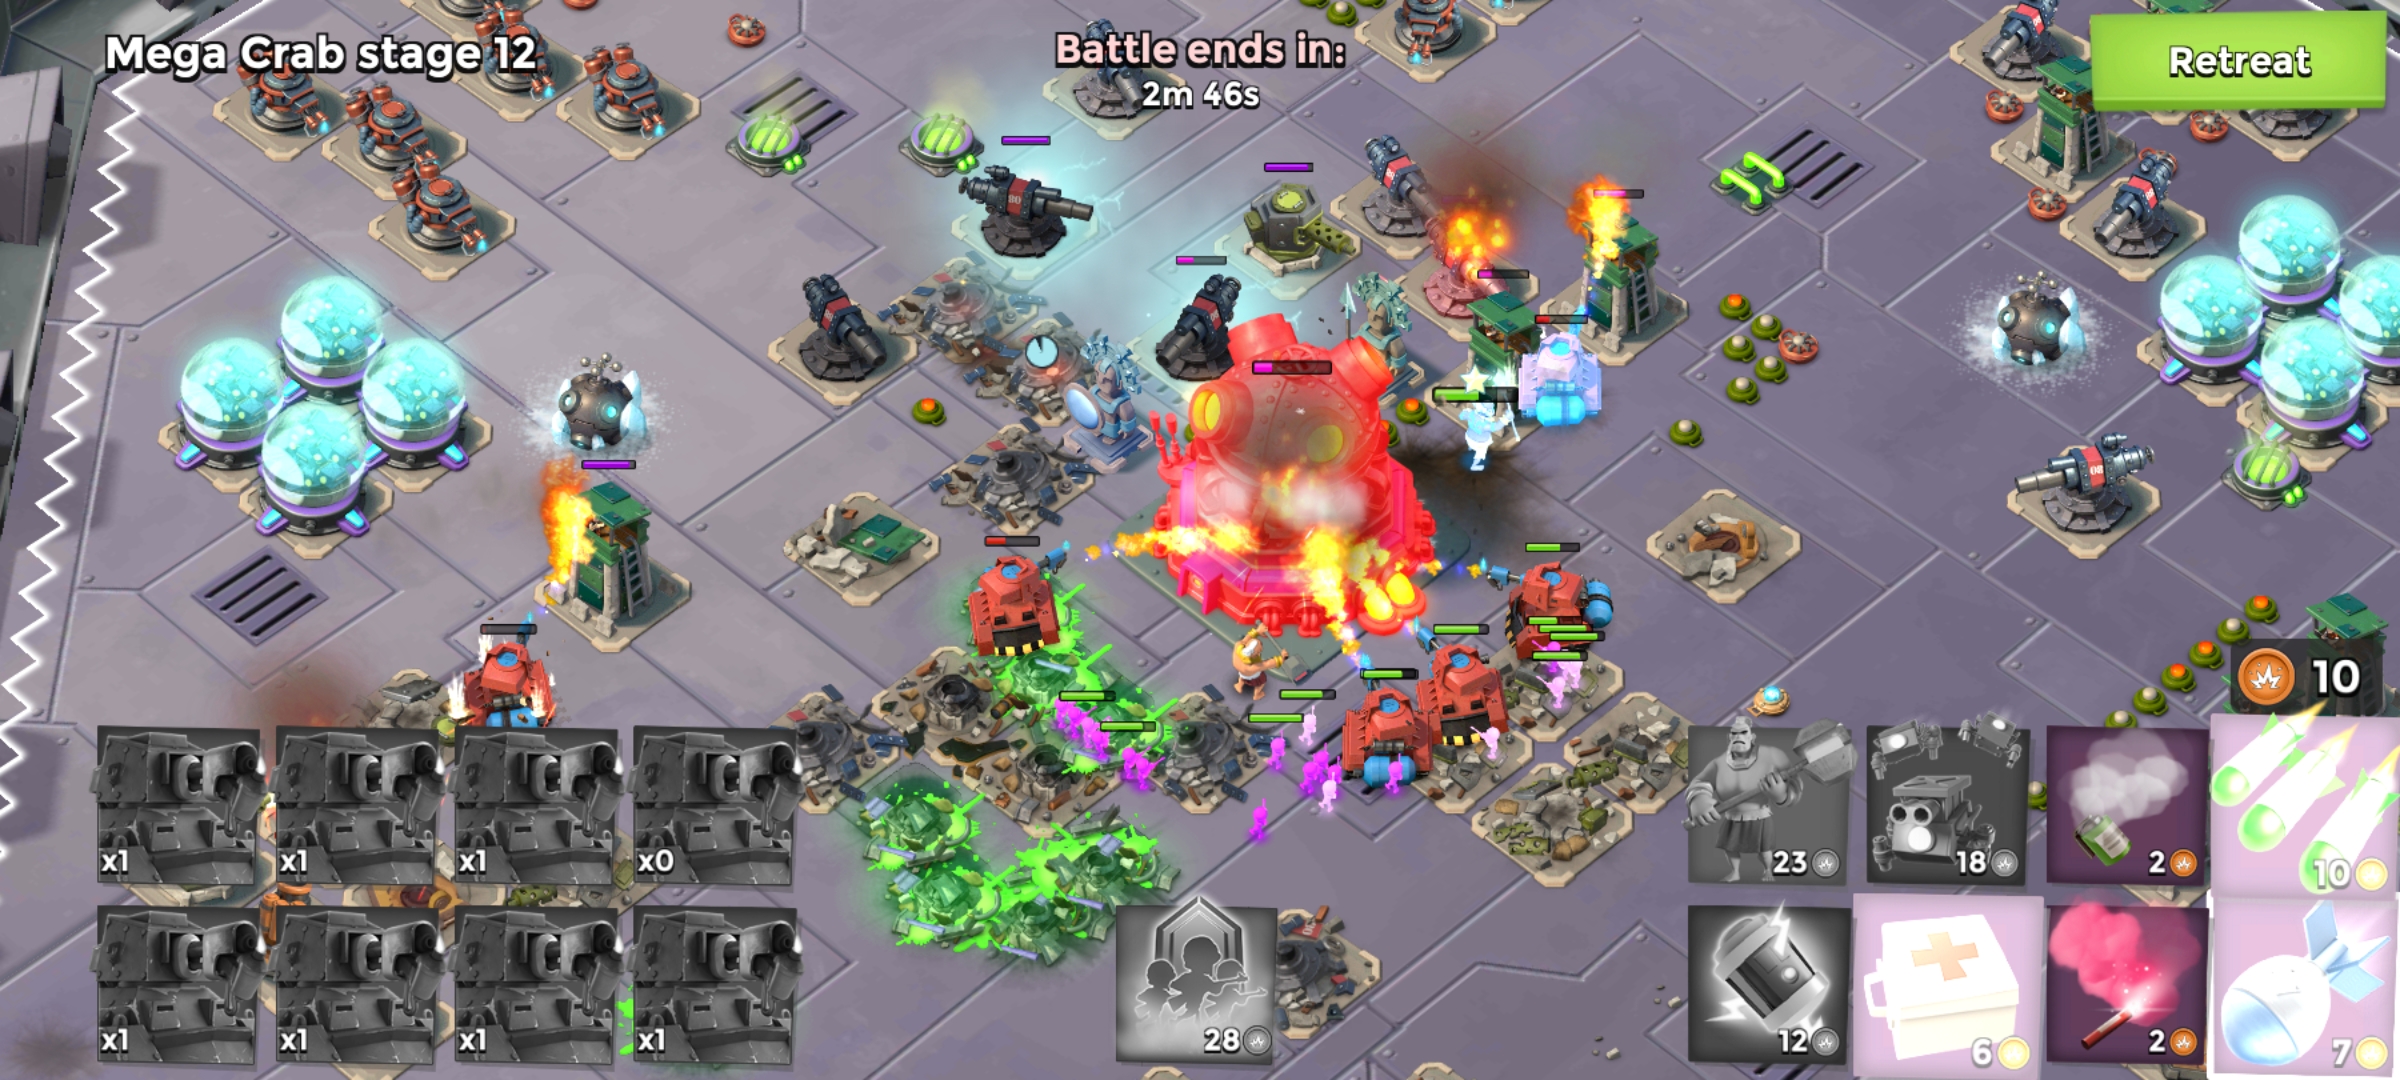 Mega Crab stage 12
Battle ends in:
2m 46s
Retreat
10
x1
x1
x1
x0
23
18
2
10
x1
x1
x1
x1
28
12
6
2
7